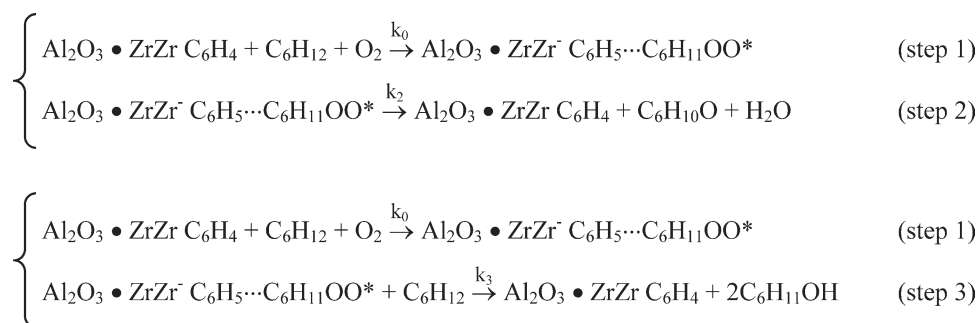 Al₂O₃ • ZrZr C₆H₄ + C₆H₁₂ + O₂ —k₀→ Al₂O₃ • ZrZr⁻ C₆H₅···C₆H₁₁OO* (step 1)
Al₂O₃ • ZrZr⁻ C₆H₅···C₆H₁₁OO* —k₂→ Al₂O₃ • ZrZr C₆H₄ + C₆H₁₀O + H₂O (step 2)
Al₂O₃ • ZrZr C₆H₄ + C₆H₁₂ + O₂ —k₀→ Al₂O₃ • ZrZr⁻ C₆H₅···C₆H₁₁OO* (step 1)
Al₂O₃ • ZrZr⁻ C₆H₅···C₆H₁₁OO* + C₆H₁₂ —k₃→ Al₂O₃ • ZrZr C₆H₄ + 2C₆H₁₁OH (step 3)